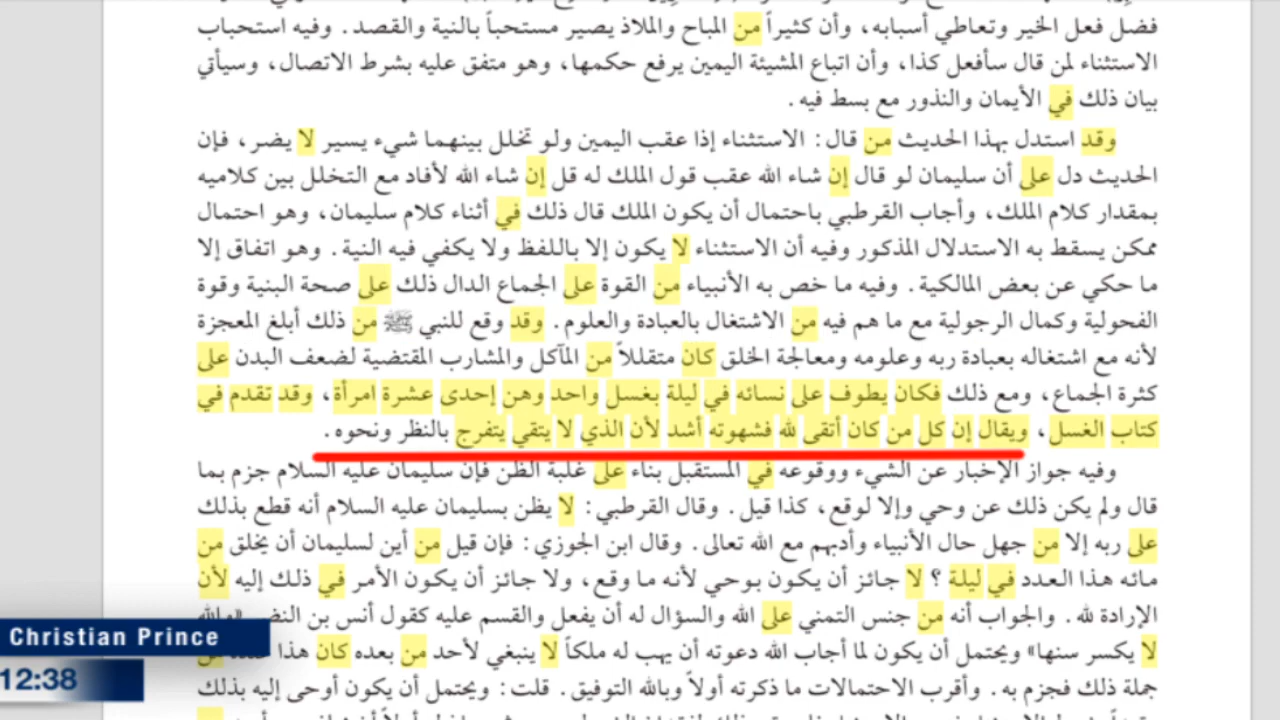 فضل فعل الخير وتعاطي أسبابه، وأن كثيراً من المباح والملاذ يصير مستحباً بالنية والقصد. وفيه استحباب
الاستثناء لمن قال سأفعل كذا، وأن اتباع المشيئة اليمين يرفع حكمها، وهو متفق عليه بشرط الاتصال، وسيأتي
بيان ذلك في الأيمان والنذور مع بسط فيه.
وقد استدل بهذا الحديث من قال: الاستثناء إذا عقب اليمين ولو تخلل بينهما شيء يسير لا يضر، فإن
الحديث دل على أن سليمان لو قال إن شاء الله عقب قول الملك له قل إن شاء الله لأفاد مع التخلل بين كلاميه
بمقدار كلام الملك، وأجاب القرطبي باحتمال أن يكون الملك قال ذلك في أثناء كلام سليمان، وهو احتمال
ممكن يسقط به الاستدلال المذكور وفيه أن الاستثناء لا يكون إلا باللفظ ولا يكفي فيه النية. وهو اتفاق إلا
ما حكي عن بعض المالكية. وفيه ما خص به الأنبياء من القوة على الجماع الدال ذلك على صحة البنية وقوة
الفحولية وكمال الرجولية مع ما هم فيه من الاشتغال بالعبادة والعلوم. وقد وقع للنبي ﷺ من ذلك أبلغ المعجزة
لأنه مع اشتغاله بعبادة ربه وعلومه ومعالجة الخلق كان متقللاً من المآكل والمشارب المقتضية لضعف البدن على
كثرة الجماع، ومع ذلك فكان يطوف على نسائه في ليلة بغسل واحد وهن إحدى عشرة امرأة، وقد تقدم في
كتاب الغسل، ويقال إن كل من كان أتقى لله فشهوته أشد لأن الذي لا يتقي يتفرج بالنظر ونحوه.
وفيه جواز الإخبار عن الشيء ووقوعه في المستقبل بناء على غلبة الظن فإن سليمان عليه السلام جزم بما
قال ولم يكن ذلك عن وحي وإلا لوقع، كذا قيل. وقال القرطبي: لا يظن بسليمان عليه السلام أنه قطع بذلك
على ربه إلا من جهل حال الأنبياء وأدبهم مع الله تعالى. وقال ابن الجوزي: فإن قيل من أين لسليمان أن يخلق من
مائه هذا العدد في ليلة ؟ لا جائز أن يكون بوحي لأنه ما وقع، ولا جائز أن يكون الأمر في ذلك إليه لأن
الإرادة لله. والجواب أنه من جنس التمني على الله والسؤال له أن يفعل والقسم عليه كقول أنس بن النضر «والله
لا يكسر سنها» ويحتمل أن يكون لما أجاب الله دعوته أن يهب له ملكاً لا ينبغي لأحد من بعده كان هذا
جملة ذلك فجزم به. وأقرب الاحتمالات ما ذكرته أولاً وبالله التوفيق. قلت: ويحتمل أن يكون أوحى إليه بذلك
Christian Prince
12:38